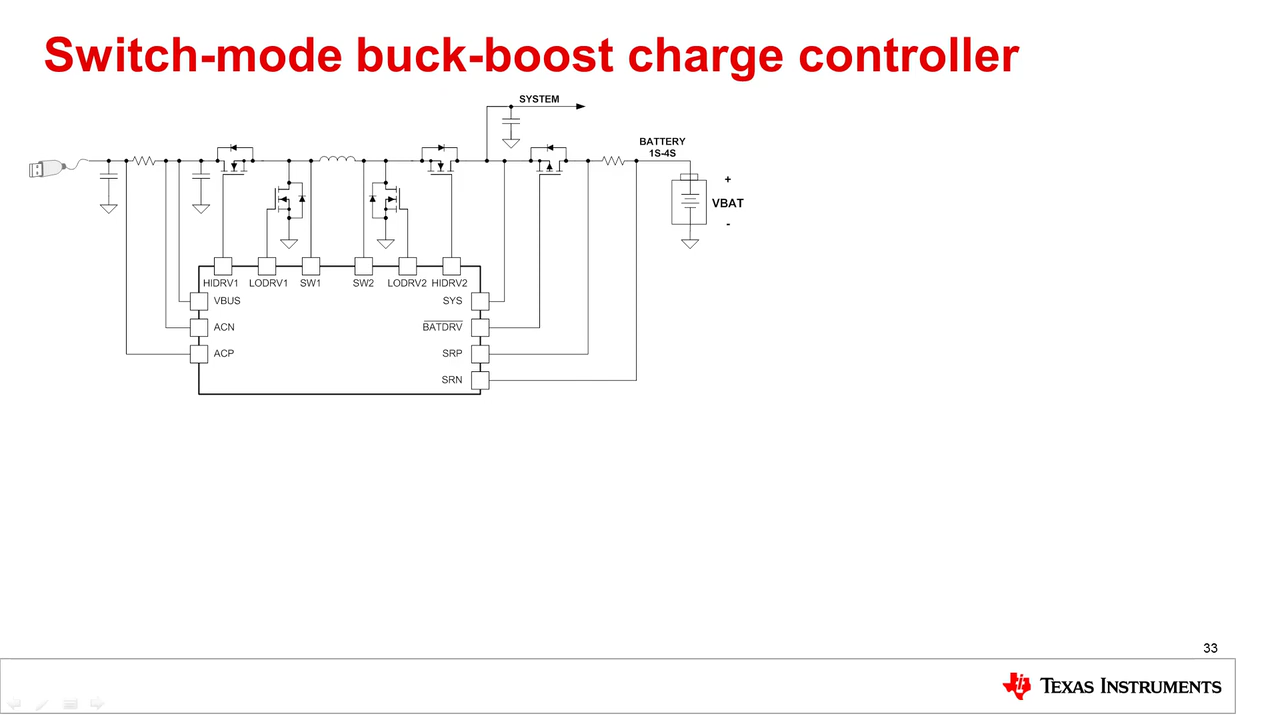 Switch-mode buck-boost charge controller
SYSTEM
BATTERY
1S-4S
+
VBAT
-
HIDRV1 LODRV1 SW1 SW2 LODRV2 HIDRV2
VBUS SYS
ACN BATDRV
ACP SRP
SRN
33
TEXAS INSTRUMENTS